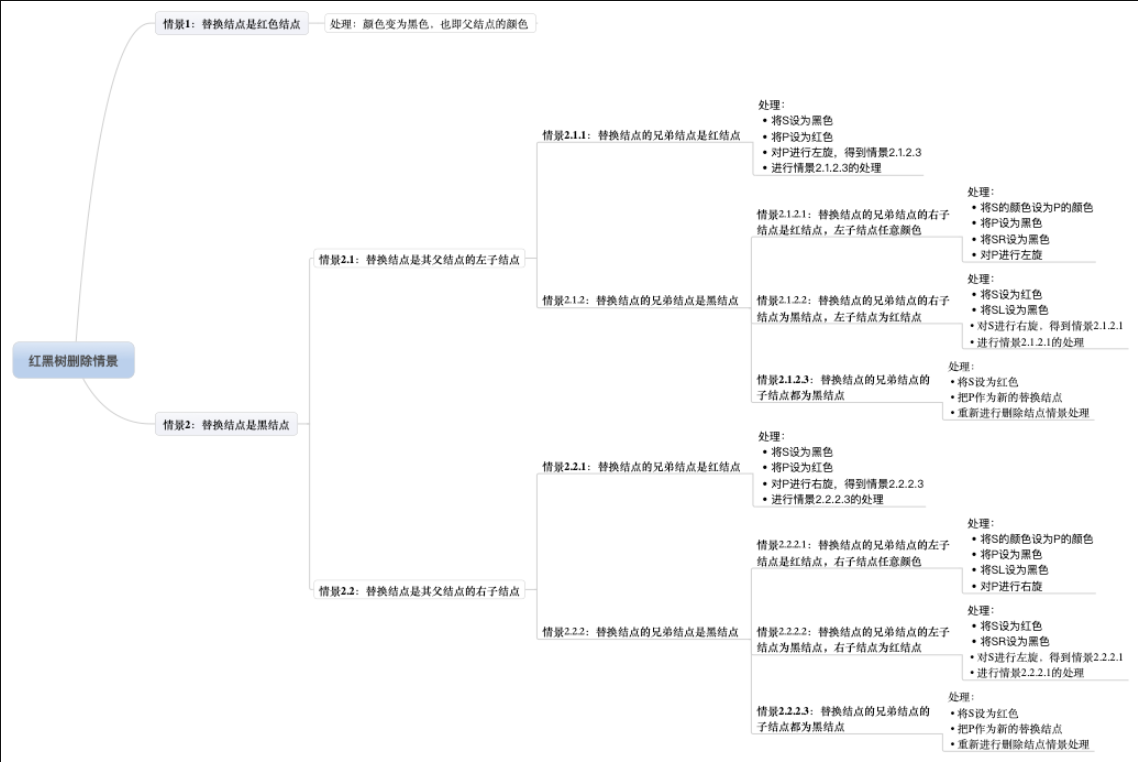 红黑树删除情景
情景1：替换结点是红色结点
处理：颜色变为黑色，也即父结点的颜色
情景2：替换结点是黑结点
情景2.1：替换结点是其父结点的左子结点
情景2.1.1：替换结点的兄弟结点是红结点
处理：
• 将S设为黑色
• 将P设为红色
• 对P进行左旋，得到情景2.1.2.3
• 进行情景2.1.2.3的处理
情景2.1.2：替换结点的兄弟结点是黑结点
情景2.1.2.1：替换结点的兄弟结点的右子
结点是红结点，左子结点任意颜色
处理：
• 将S的颜色设为P的颜色
• 将P设为黑色
• 将SR设为黑色
• 对P进行左旋
情景2.1.2.2：替换结点的兄弟结点的右子
结点为黑结点，左子结点为红结点
处理：
• 将S设为红色
• 将SL设为黑色
• 对S进行右旋，得到情景2.1.2.1
• 进行情景2.1.2.1的处理
情景2.1.2.3：替换结点的兄弟结点的
子结点都为黑结点
处理：
• 将S设为红色
• 把P作为新的替换结点
• 重新进行删除结点情景处理
情景2.2：替换结点是其父结点的右子结点
情景2.2.1：替换结点的兄弟结点是红结点
处理：
• 将S设为黑色
• 将P设为红色
• 对P进行右旋，得到情景2.2.2.3
• 进行情景2.2.2.3的处理
情景2.2.2：替换结点的兄弟结点是黑结点
情景2.2.2.1：替换结点的兄弟结点的左子
结点是红结点，右子结点任意颜色
处理：
• 将S的颜色设为P的颜色
• 将P设为黑色
• 将SL设为黑色
• 对P进行右旋
情景2.2.2.2：替换结点的兄弟结点的左子
结点为黑结点，右子结点为红结点
处理：
• 将S设为红色
• 将SR设为黑色
• 对S进行左旋，得到情景2.2.2.1
• 进行情景2.2.2.1的处理
情景2.2.2.3：替换结点的兄弟结点的
子结点都为黑结点
处理：
• 将S设为红色
• 把P作为新的替换结点
• 重新进行删除结点情景处理